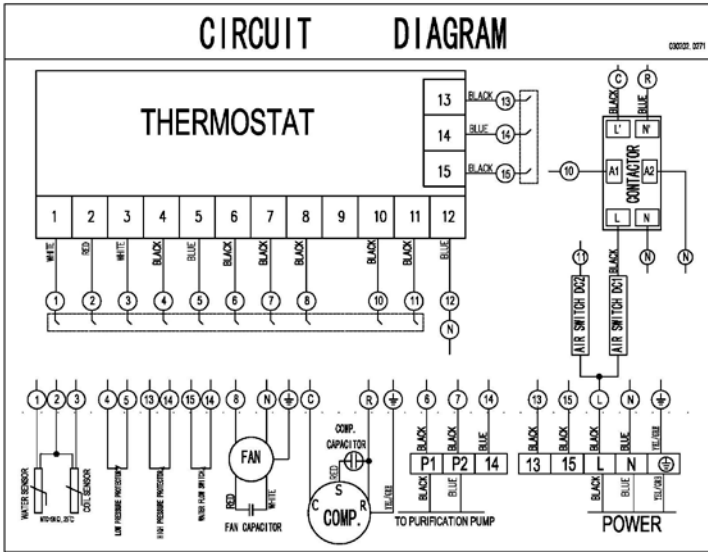 CIRCUIT DIAGRAM
THERMOSTAT
13 BLACK 13
14 BLUE 14
15 BLACK 15
1 2 3 4 5 6 7 8 9 10 11 12
WHITE RED WHITE BLACK BLUE BLACK BLACK BLACK BLACK BLACK BLUE
1 2 3 4 5 6 7 8 10 11 12
N
C R
BLACK BLUE
L' N'
10 A1 CONTACTOR A2
L N
BLACK N N
11
AIR SWITCH DC2 AIR SWITCH DC1
1 2 3 4 5 13 14 15 14 8 N C R 6 7 14 13 15 L N
BLACK BLACK BLUE BLACK BLACK BLACK BLUE YEL/GRE
WATER SENSOR
COIL SENSOR
LOW PRESSURE PROTECTOR
HIGH PRESSURE PROTECTOR
WATER FLOW SWITCH
FAN
RED WHITE
FAN CAPACITOR
COMP. CAPACITOR
RED
S
C R
COMP.
YEL/GRE
P1 P2 14 13 15 L N
BLACK BLUE BLACK BLUE YEL/GRE
TO PURIFICATION PUMP
POWER